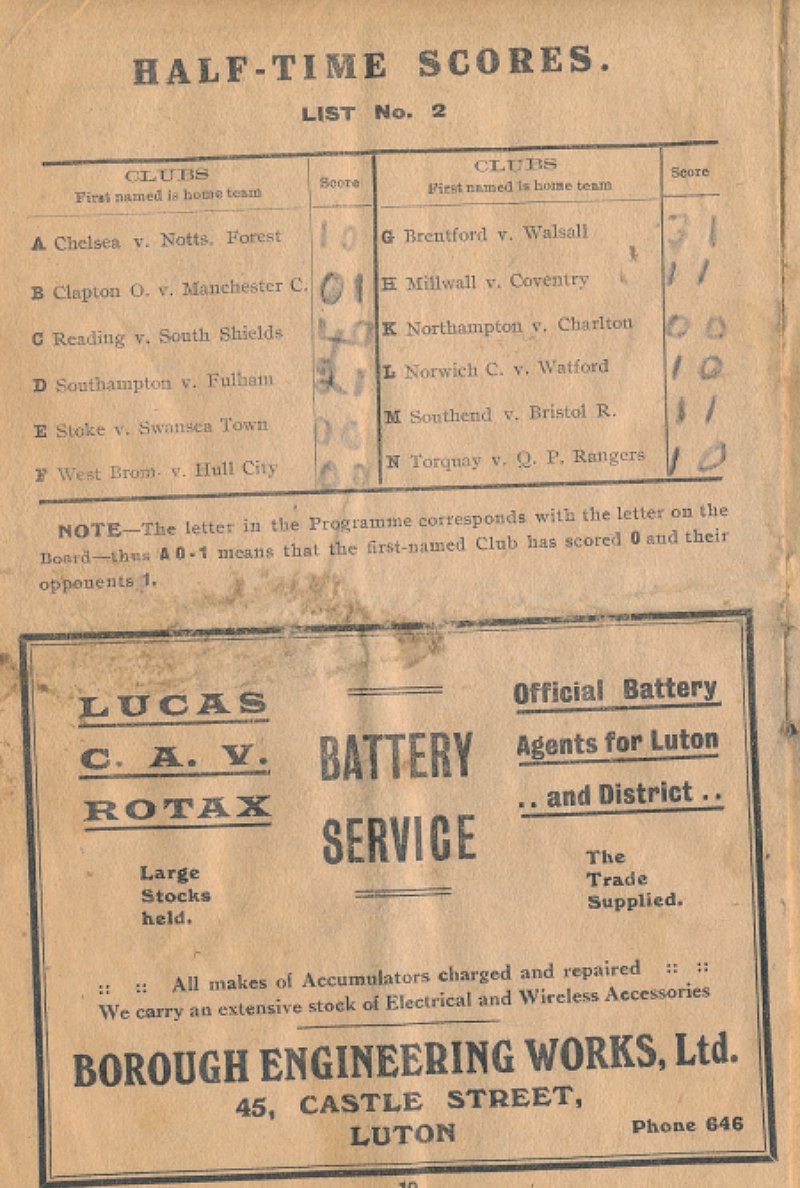 HALF-TIME SCORES.
LIST No. 2
CLUBS
First named is home team
Score
A Chelsea v. Notts. Forest 1 0
B Clapton O. v. Manchester C. 0 1
C Reading v. South Shields 4 0
D Southampton v. Fulham 1
E Stoke v. Swansea Town 0 0
F West Brom- v. Hull City 0 0
CLUBS
First named is home team
Score
G Brentford v. Walsall 1
H Millwall v. Coventry 1 1
K Northampton v. Charlton 0 0
L Norwich C. v. Watford 1 0
M Southend v. Bristol R. 1 1
N Torquay v. Q. P. Rangers 1 0
NOTE—The letter in the Programme corresponds with the letter on the
Board—thus A 0-1 means that the first-named Club has scored 0 and their
opponents 1.
LUCAS
C. A. V.
ROTAX
Large
Stocks
held.
BATTERY
SERVICE
Official Battery
Agents for Luton
.. and District ..
The
Trade
Supplied.
:: :: All makes of Accumulators charged and repaired :: ::
We carry an extensive stock of Electrical and Wireless Accessories
BOROUGH ENGINEERING WORKS, Ltd.
45, CASTLE STREET,
LUTON
Phone 646